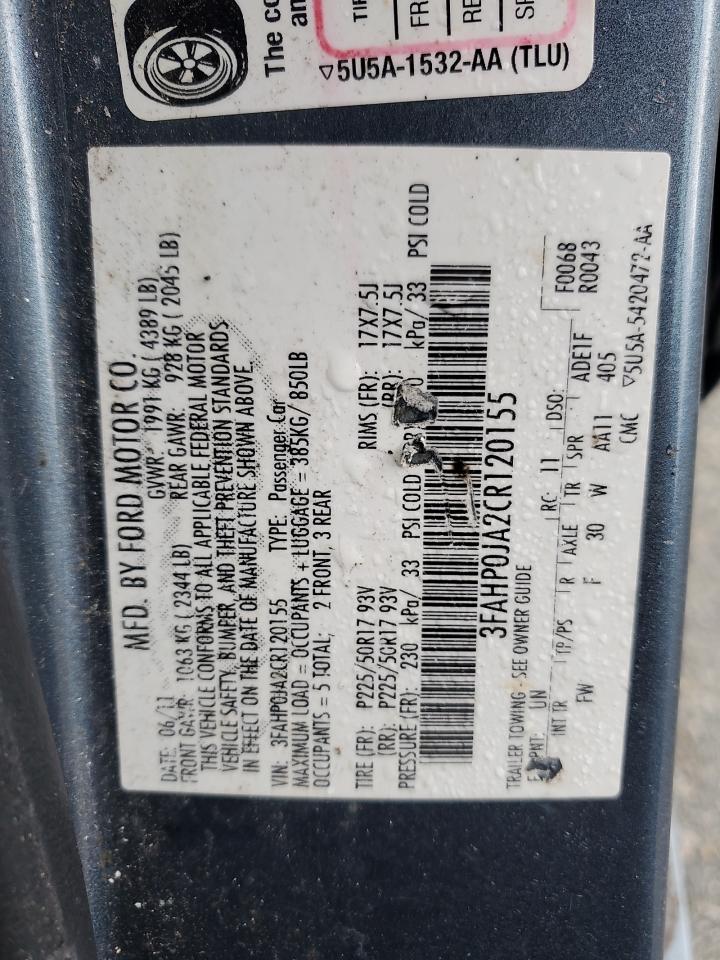 The co
an
TIR
FR
RE
SP
▽5U5A-1532-AA (TLU)
MFD. BY FORD MOTOR CO.
DATE: 06/11 GVWR: 1991 KG ( 4389 LB)
FRONT GAWR: 1063 KG ( 2344 LB) REAR GAWR: 928 KG ( 2045 LB)
THIS VEHICLE CONFORMS TO ALL APPLICABLE FEDERAL MOTOR
VEHICLE SAFETY, BUMPER, AND THEFT PREVENTION STANDARDS
IN EFFECT ON THE DATE OF MANUFACTURE SHOWN ABOVE.
VIN: 3FAHP0JA2CR120155 TYPE: Passenger Car
MAXIMUM LOAD = OCCUPANTS + LUGGAGE = 385KG/ 850LB
OCCUPANTS = 5 TOTAL; 2 FRONT, 3 REAR
TIRE (FR): P225/50R17 93V RIMS (FR): 17X7.5J
(RR): P225/50R17 93V (RR): 17X7.5J
PRESSURE (FR): 230 kPa/ 33 PSI COLD kPa/ 33 PSI COLD
3FAHP0JA2CR120155
TRAILER TOWING - SEE OWNER GUIDE
PNT: UN RC: 11 DSO: F0068
INT TR TP/PS R AXLE TR SPR ADE1F R0043
FW F 30 W AA11 405
CMC ▽5U5A-5420472-AA